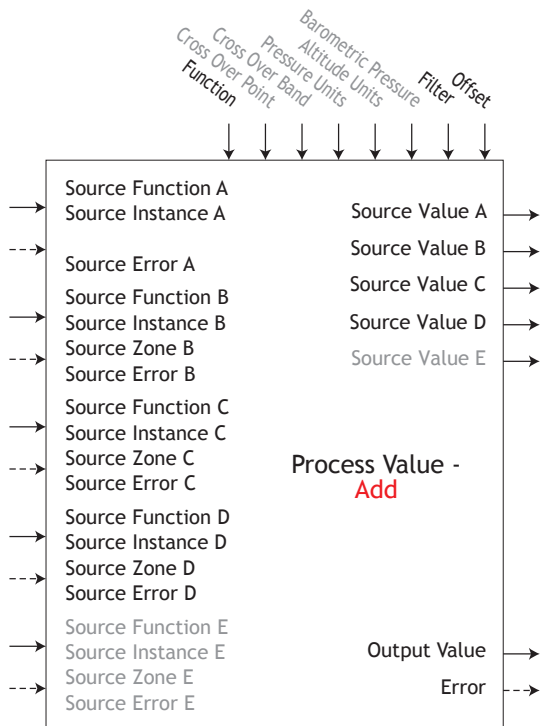 Function
Cross Over Point
Cross Over Band
Pressure Units
Altitude Units
Barometric Pressure
Filter
Offset
Source Function A
Source Instance A
Source Error A
Source Function B
Source Instance B
Source Zone B
Source Error B
Source Function C
Source Instance C
Source Zone C
Source Error C
Source Function D
Source Instance D
Source Zone D
Source Error D
Source Function E
Source Instance E
Source Zone E
Source Error E
Source Value A
Source Value B
Source Value C
Source Value D
Source Value E
Process Value -
Add
Output Value
Error